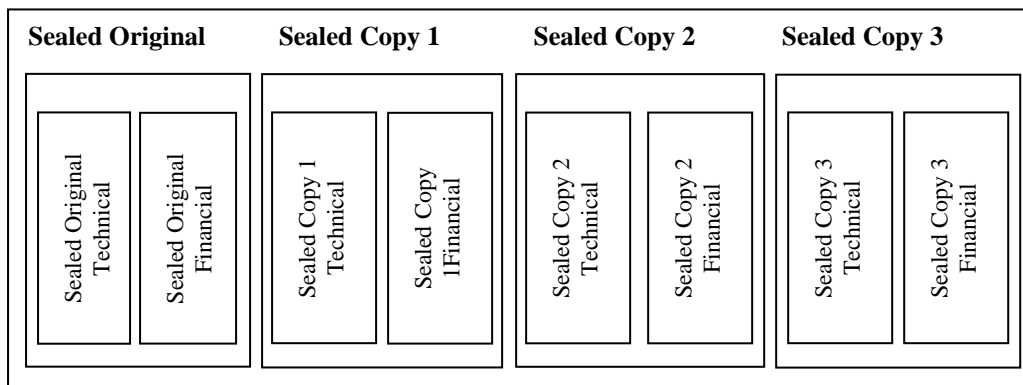 Sealed Original
Sealed Copy 1
Sealed Copy 2
Sealed Copy 3
Sealed Original
Technical
Sealed Original
Financial
Sealed Copy 1
Technical
Sealed Copy
1Financial
Sealed Copy 2
Technical
Sealed Copy 2
Financial
Sealed Copy 3
Technical
Sealed Copy 3
Financial